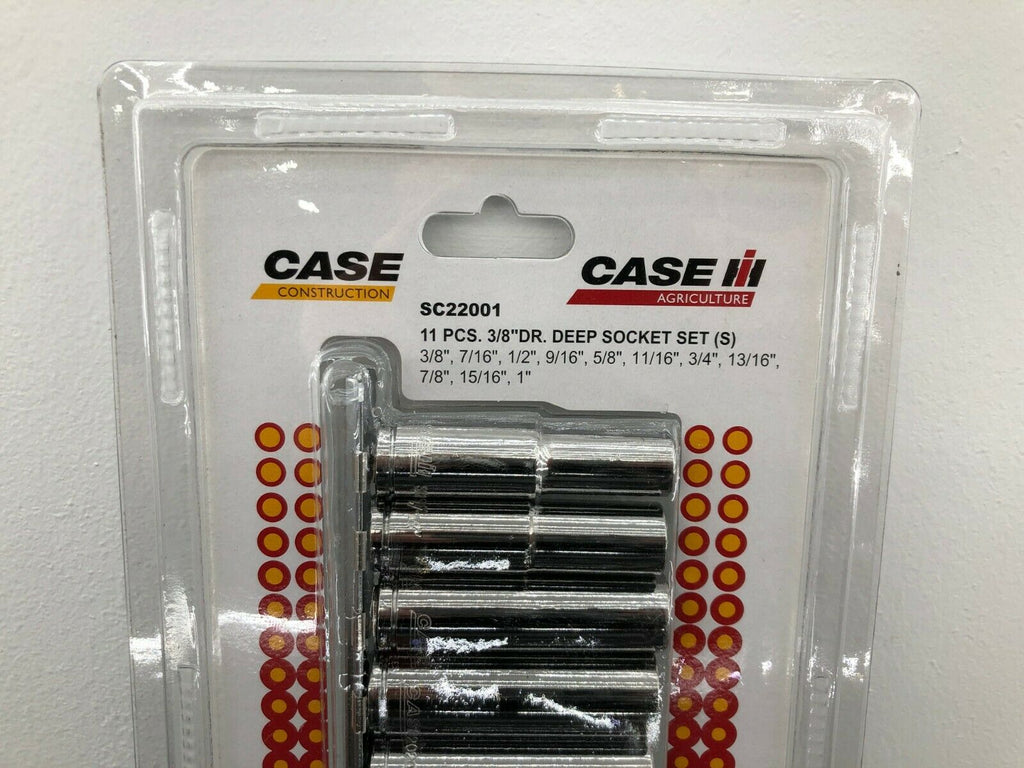 CASE
CONSTRUCTION
CASE IH
AGRICULTURE
SC22001
11 PCS. 3/8"DR. DEEP SOCKET SET (S)
3/8", 7/16", 1/2", 9/16", 5/8", 11/16", 3/4", 13/16",
7/8", 15/16", 1"